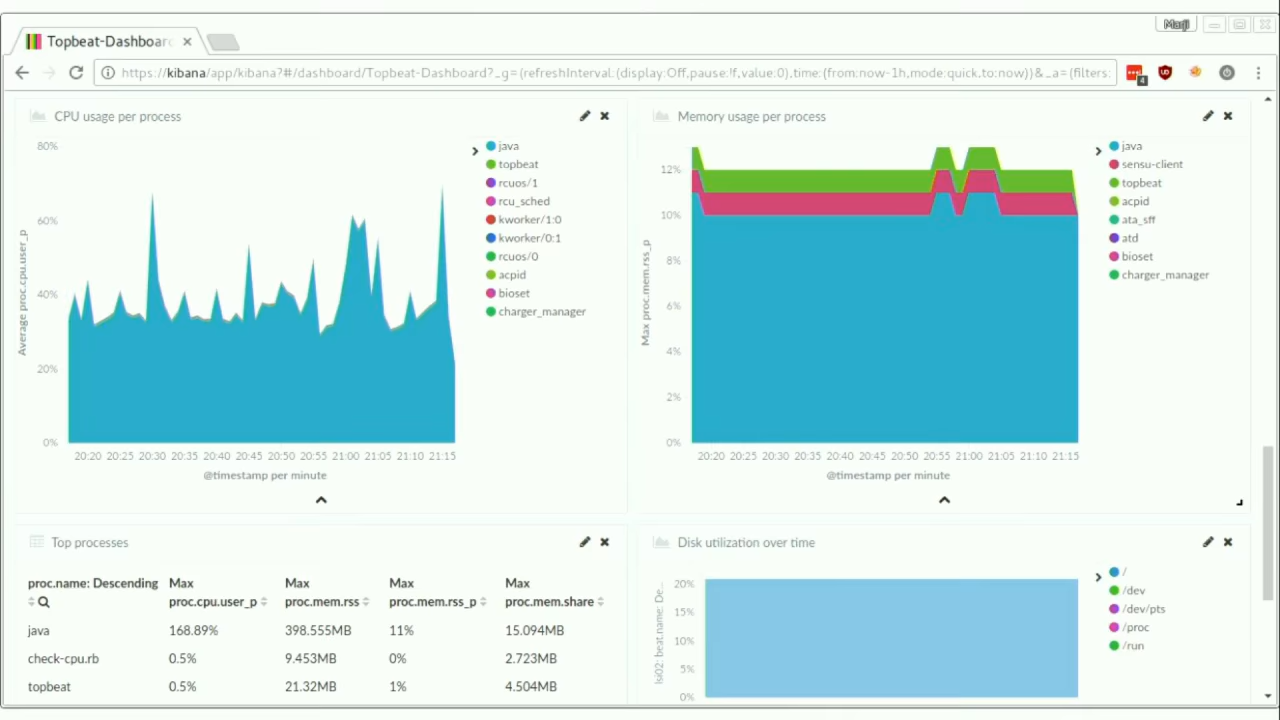 Marji
Topbeat-Dashboar
https://kibana/app/kibana?#/dashboard/Topbeat-Dashboard?_g=(refreshInterval:(display:Off,pause:!f,value:0),time:(from:now-1h,mode:quick,to:now))&_a=(filters:
4
CPU usage per process
80%
60%
40%
20%
0%
Average proc.cpu.user_p
20:20 20:25 20:30 20:35 20:40 20:45 20:50 20:55 21:00 21:05 21:10 21:15
@timestamp per minute
java
topbeat
rcuos/1
rcu_sched
kworker/1:0
kworker/0:1
rcuos/0
acpid
bioset
charger_manager
Memory usage per process
12%
10%
8%
6%
4%
2%
0%
Max proc.mem.rss_p
20:20 20:25 20:30 20:35 20:40 20:45 20:50 20:55 21:00 21:05 21:10 21:15
@timestamp per minute
java
sensu-client
topbeat
acpid
ata_sff
atd
bioset
charger_manager
Top processes
proc.name: Descending Max proc.cpu.user_p Max proc.mem.rss Max proc.mem.rss_p Max proc.mem.share
java 168.89% 398.555MB 11% 15.094MB
check-cpu.rb 0.5% 9.453MB 0% 2.723MB
topbeat 0.5% 21.32MB 1% 4.504MB
Disk utilization over time
20%
15%
10%
5%
0%
beat.name: De...
/
/dev
/dev/pts
/proc
/run